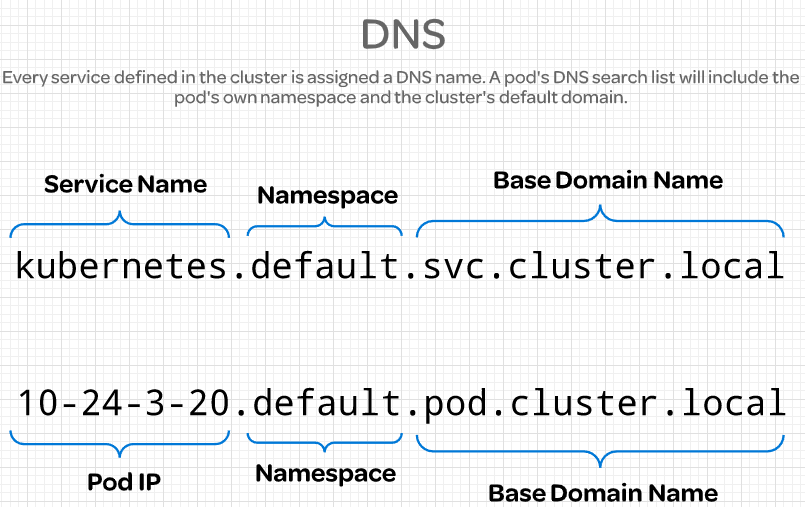 DNS
Every service defined in the cluster is assigned a DNS name. A pod's DNS search list will include the
pod's own namespace and the cluster's default domain.
Service Name
Namespace
Base Domain Name
kubernetes.default.svc.cluster.local
10-24-3-20.default.pod.cluster.local
Pod IP
Namespace
Base Domain Name